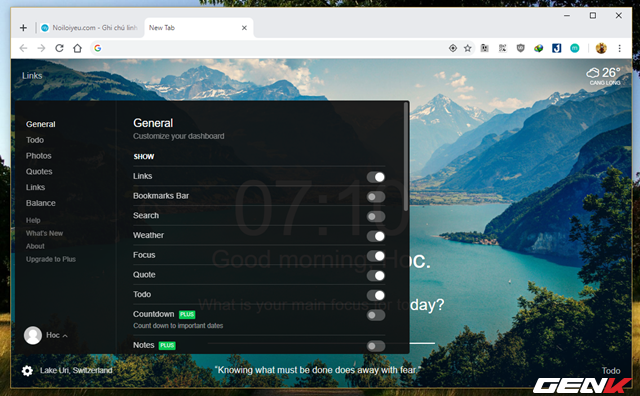 Noiloiyeu.com - Ghi chú linh
New Tab
Links
26°
CANG LONG
General
Todo
Photos
Quotes
Links
Balance
Help
What's New
About
Upgrade to Plus
Hoc
General
Customize your dashboard
SHOW
Links
Bookmarks Bar
Search
Weather
Focus
Quote
Todo
Countdown PLUS
Count down to important dates
Notes PLUS
07:10
Good morning, Hoc.
What is your main focus for today?
Lake Uri, Switzerland
"Knowing what must be done does away with fear."
Todo
GENK